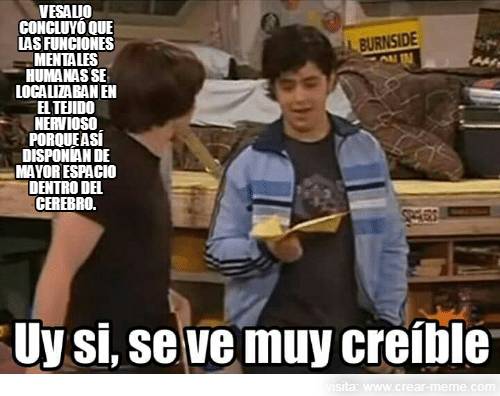 VESALIO
CONCLUYÓ QUE
LAS FUNCIONES
MENTALES
HUMANAS SE
LOCALIZABAN EN
EL TEJIDO
NERVIOSO
PORQUE ASÍ
DISPONÍAN DE
MAYOR ESPACIO
DENTRO DEL
CEREBRO.
BURNSIDE
Uy si, se ve muy creíble
visita: www.crear-meme.com